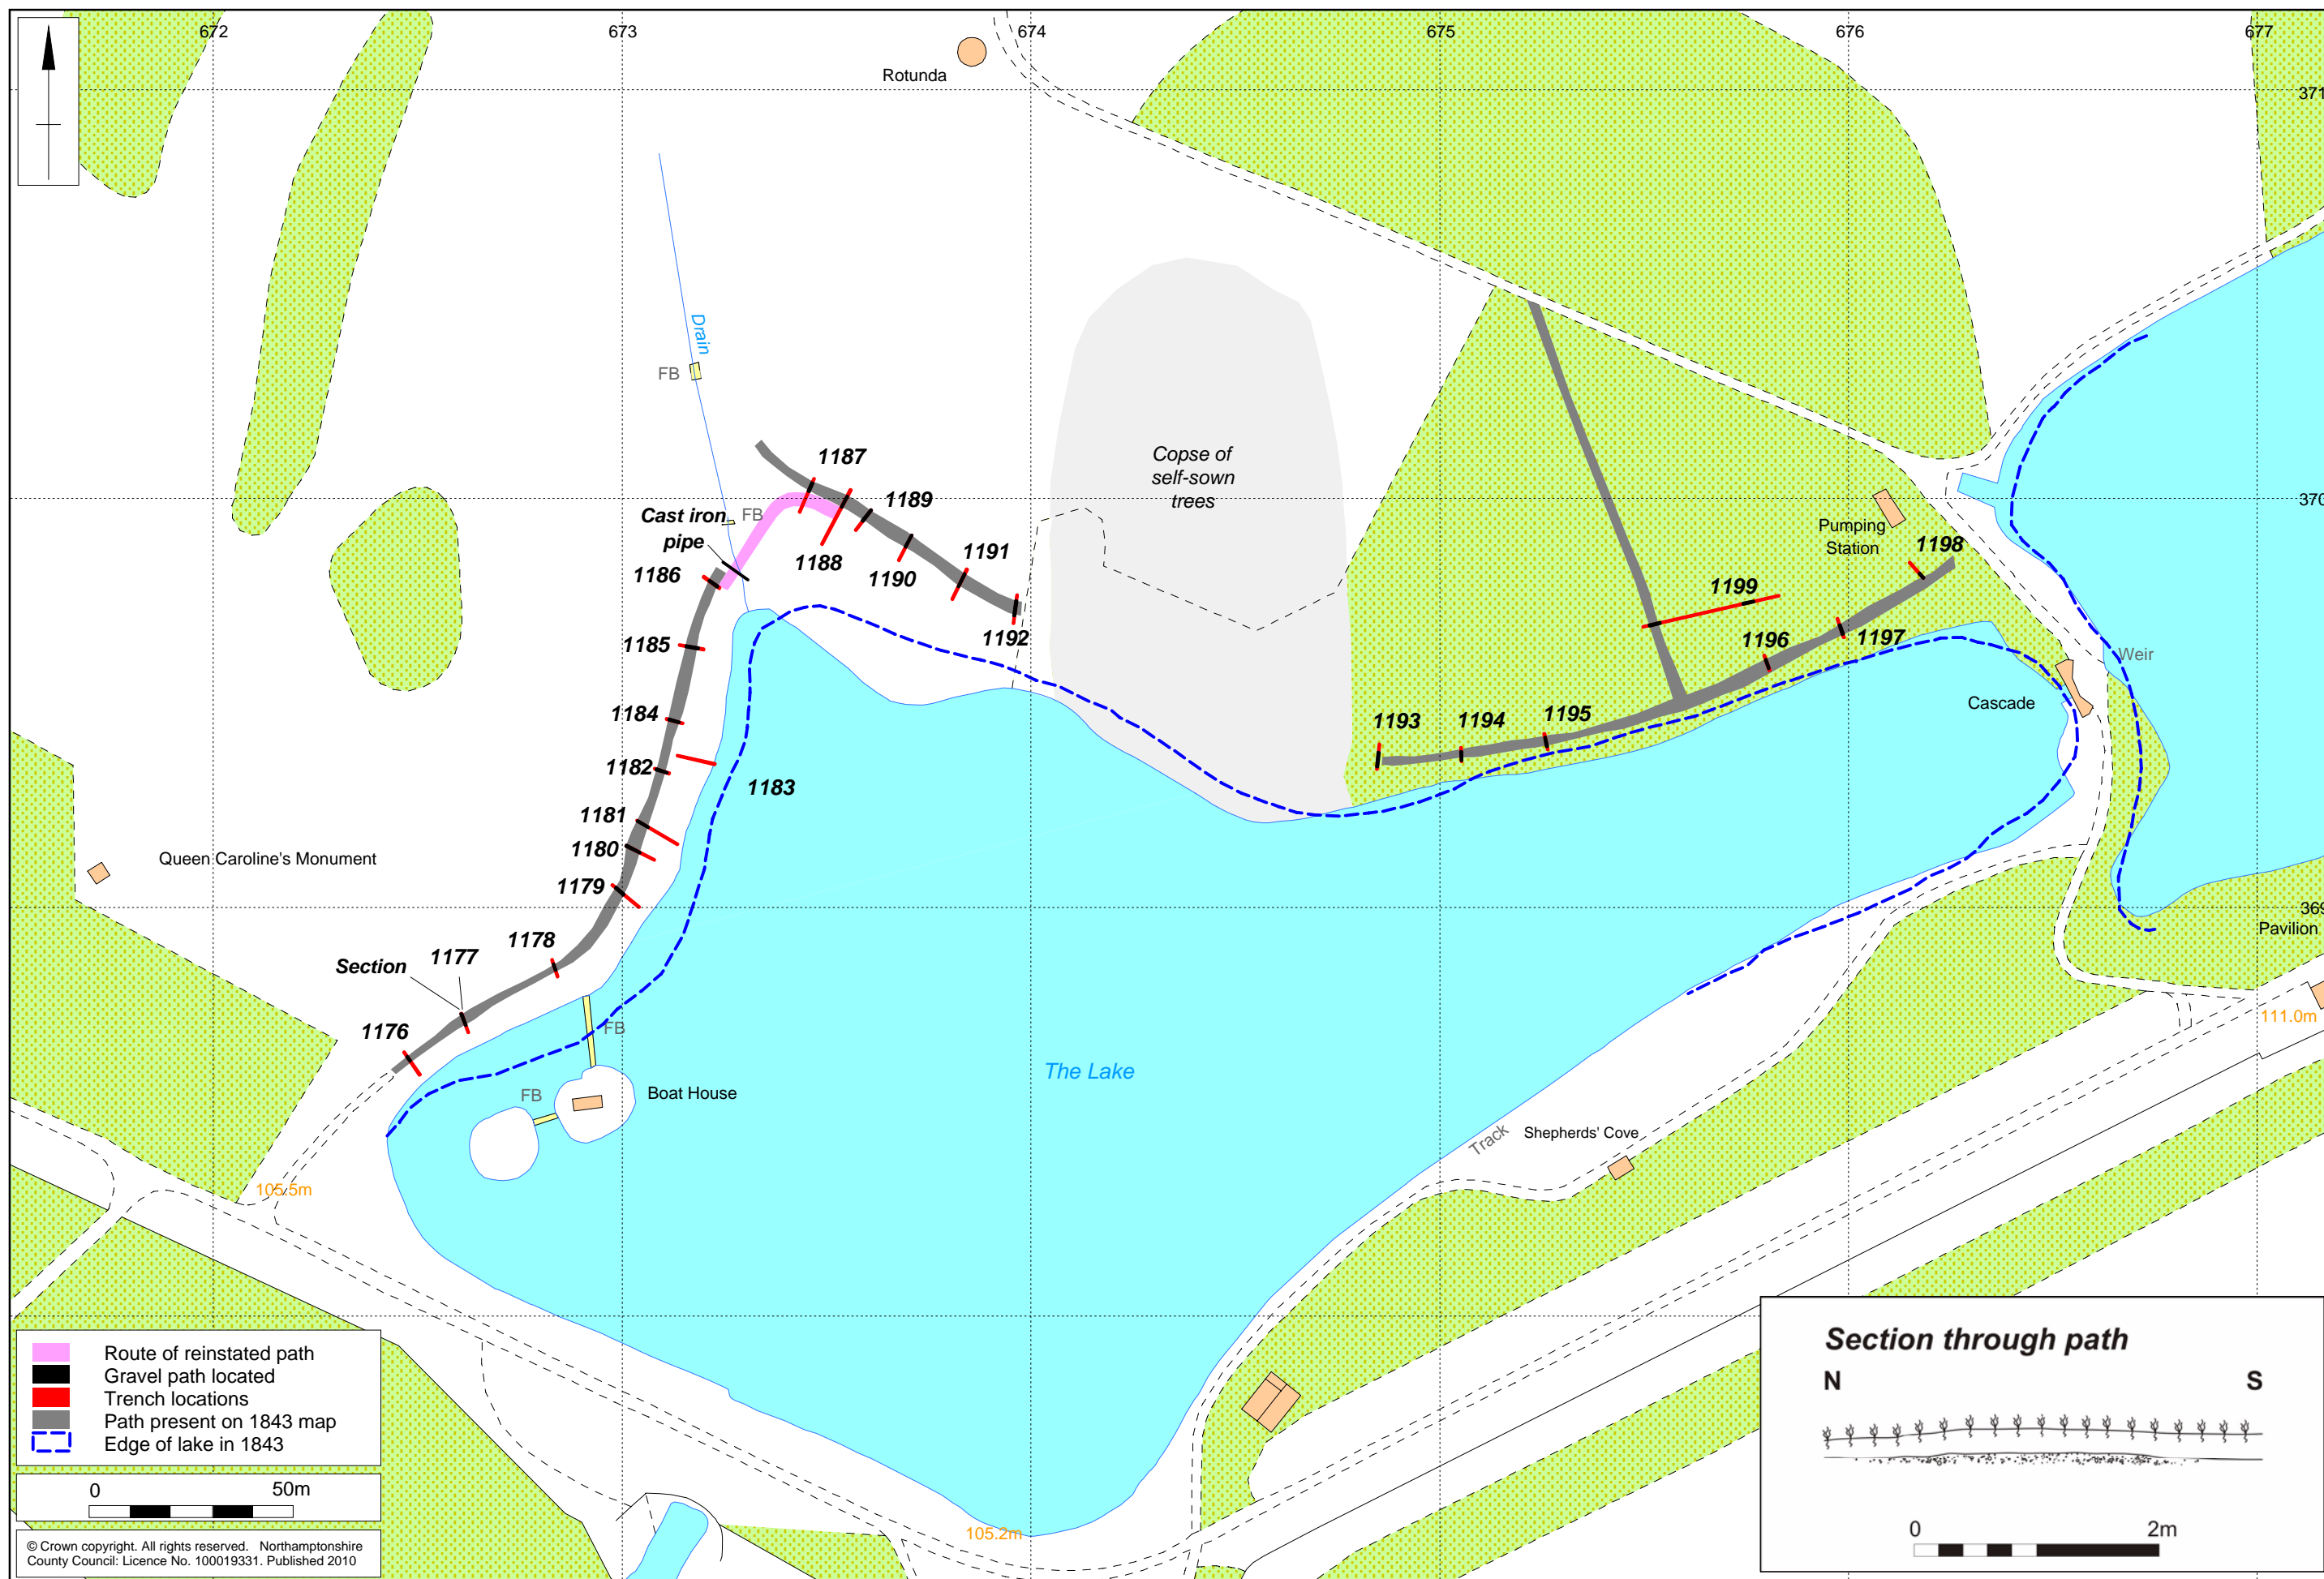 672
673
674
675
676
677
Rotunda
371
Drain
FB
Copse of
self-sown
trees
1187
1189
370
Cast iron
pipe
FB
Pumping
Station
1198
1186
1188
1190
1191
1199
1192
1185
1196
1197
Weir
1184
1193
1194
1195
Cascade
1182
1183
1181
1180
Queen Caroline's Monument
1179
369
Pavilion
1178
1177
Section
1176
FB
111.0m
The Lake
FB
Boat House
Track
Shepherds' Cove
105.5m
Route of reinstated path
Gravel path located
Trench locations
Path present on 1843 map
Edge of lake in 1843
0 50m
© Crown copyright. All rights reserved. Northamptonshire
County Council: Licence No. 100019331. Published 2010
105.2m
Section through path
N S
0 2m